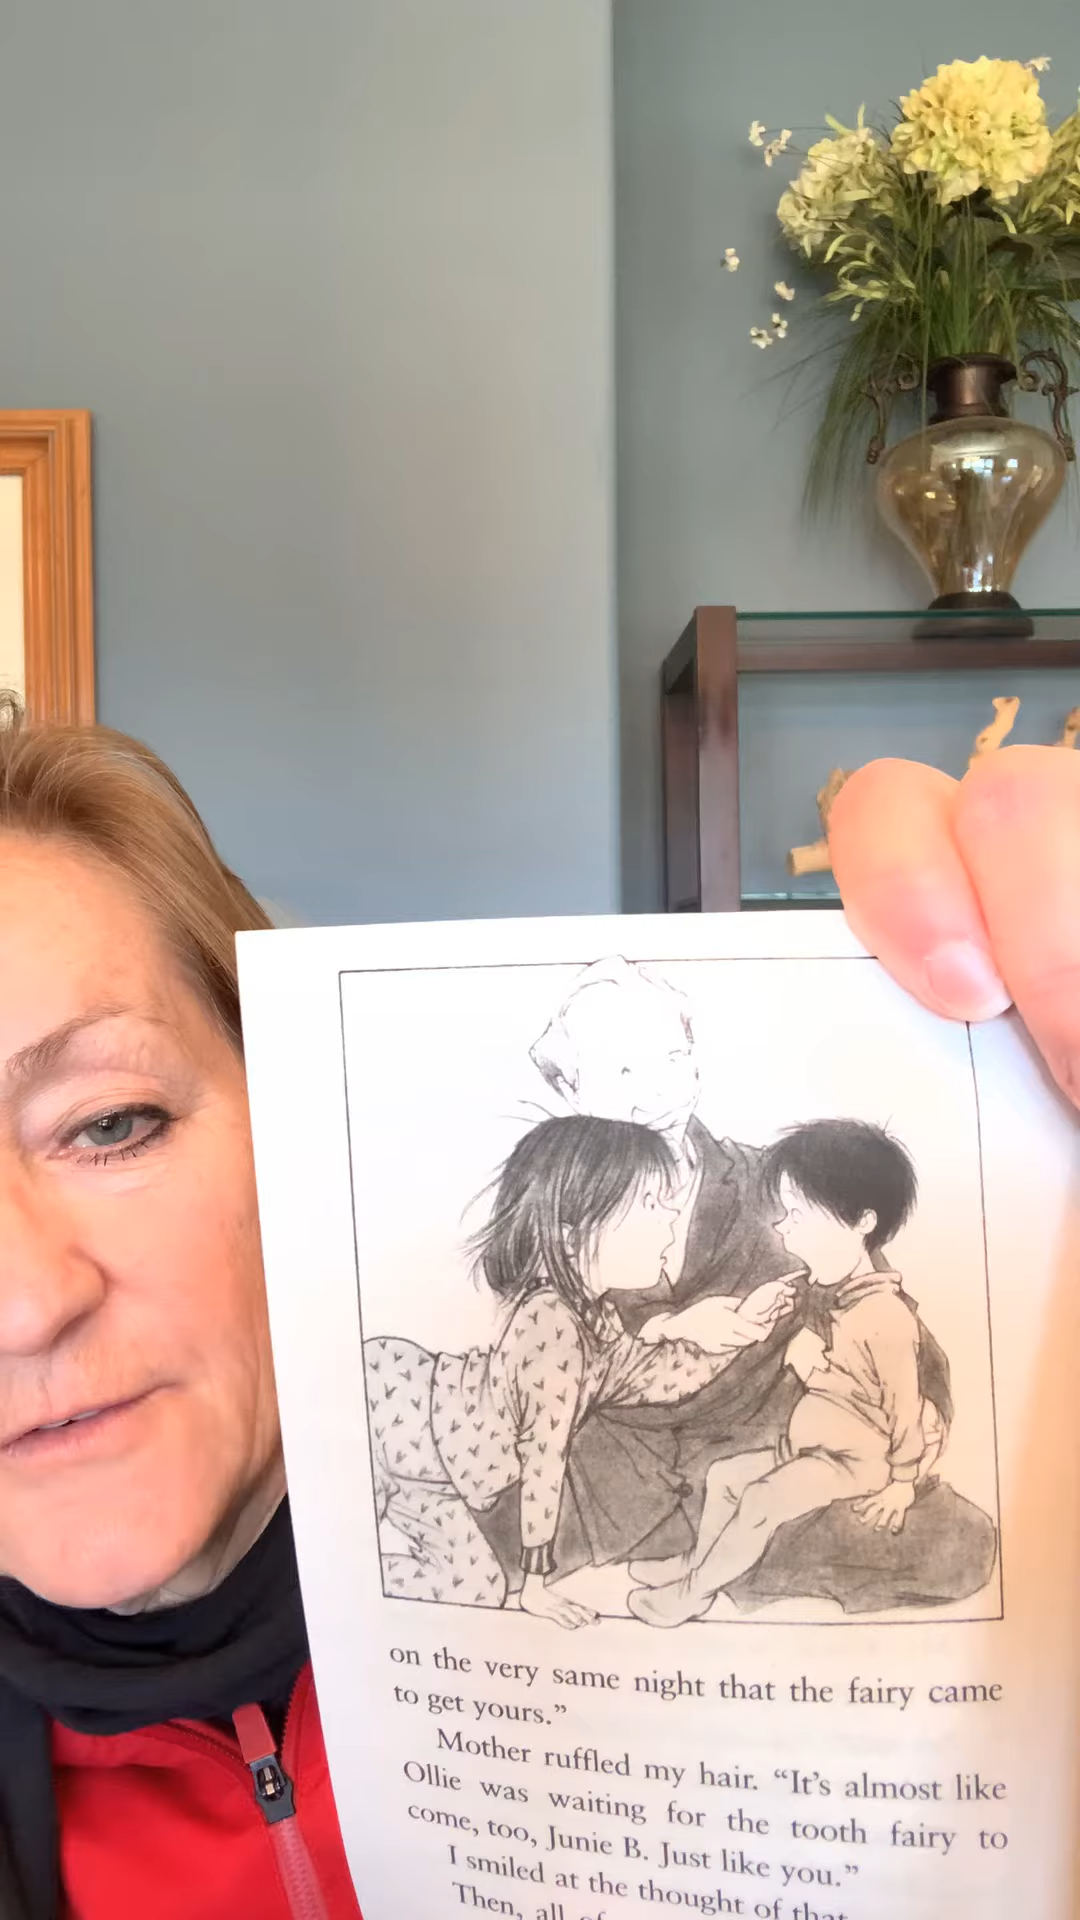 on the very same night that the fairy came
to get yours.”
Mother ruffled my hair. “It’s almost like
Ollie was waiting for the tooth fairy to
come, too, Junie B. Just like you.”
I smiled at the thought of that
Then, all of